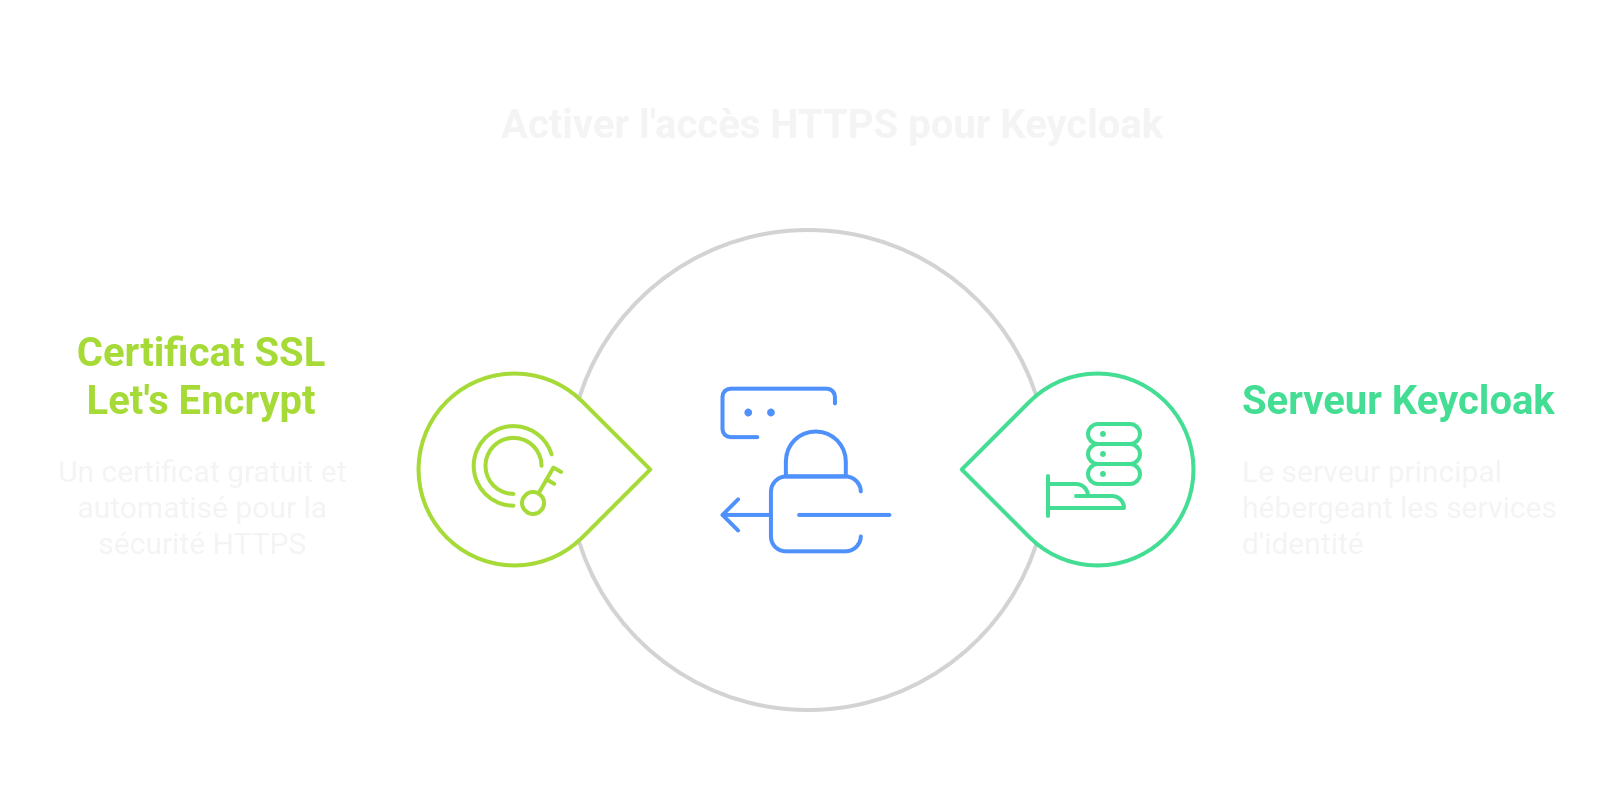 Activer l'accès HTTPS pour Keycloak
Certificat SSL
Let's Encrypt
Un certificat gratuit et
automatisé pour la
sécurité HTTPS
Serveur Keycloak
Le serveur principal
hébergeant les services
d'identité